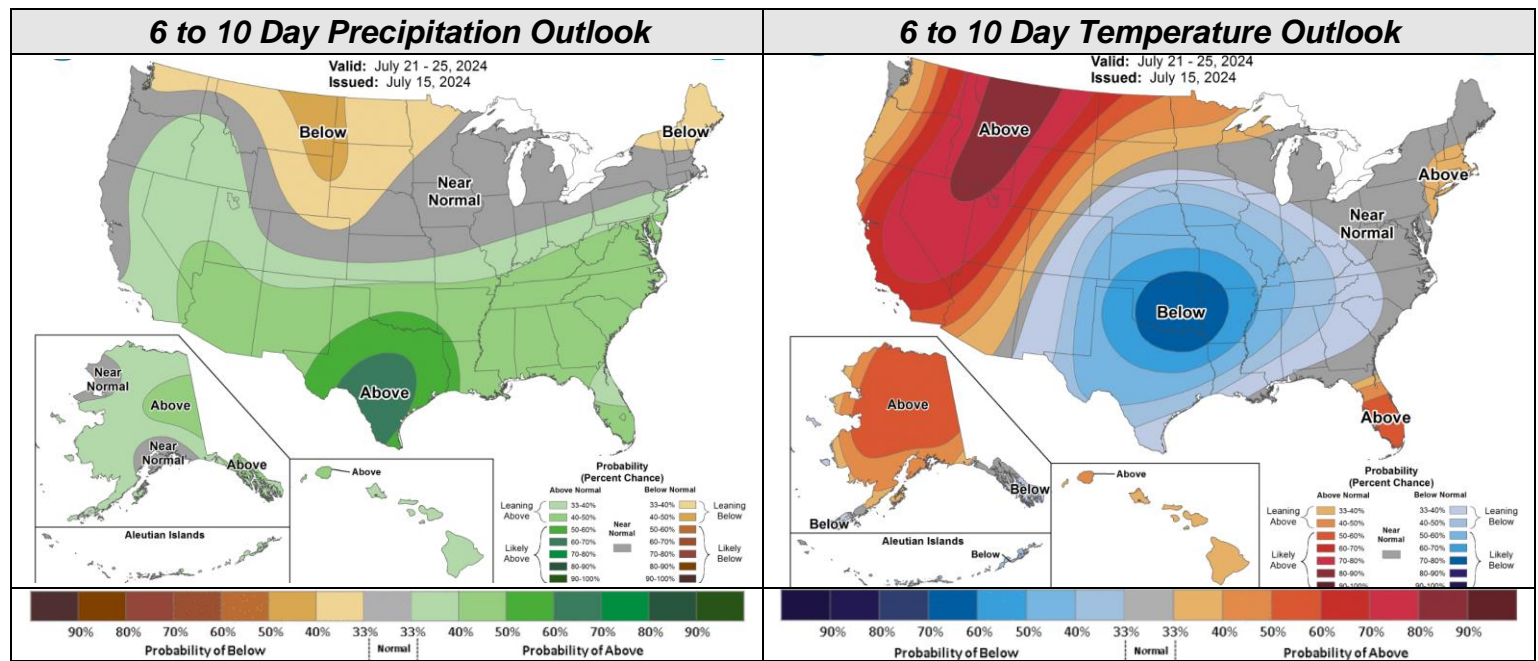 6 to 10 Day Precipitation Outlook
Valid: July 21 - 25, 2024
Issued: July 15, 2024
Below
Below
Near
Normal
Above
Near
Normal
Above
Near
Normal
Above
Aleutian Islands
Above
Probability
(Percent Chance)
Above Normal Below Normal
Leaning Above
Likely Above
33-40%
40-50%
50-60%
60-70%
70-80%
80-90%
90-100%
Near Normal
33-40%
40-50%
50-60%
60-70%
70-80%
80-90%
90-100%
Leaning Below
Likely Below
90% 80% 70% 60% 50% 40% 33% 33% 40% 50% 60% 70% 80% 90%
Probability of Below Normal Probability of Above
6 to 10 Day Temperature Outlook
Valid: July 21 - 25, 2024
Issued: July 15, 2024
Above
Above
Near
Normal
Below
Above
Above
Below
Below
Aleutian Islands
Below
Above
Probability
(Percent Chance)
Above Normal Below Normal
Leaning Above
Likely Above
33-40%
40-50%
50-60%
60-70%
70-80%
80-90%
90-100%
Near Normal
33-40%
40-50%
50-60%
60-70%
70-80%
80-90%
90-100%
Leaning Below
Likely Below
90% 80% 70% 60% 50% 40% 33% 33% 40% 50% 60% 70% 80% 90%
Probability of Below Normal Probability of Above